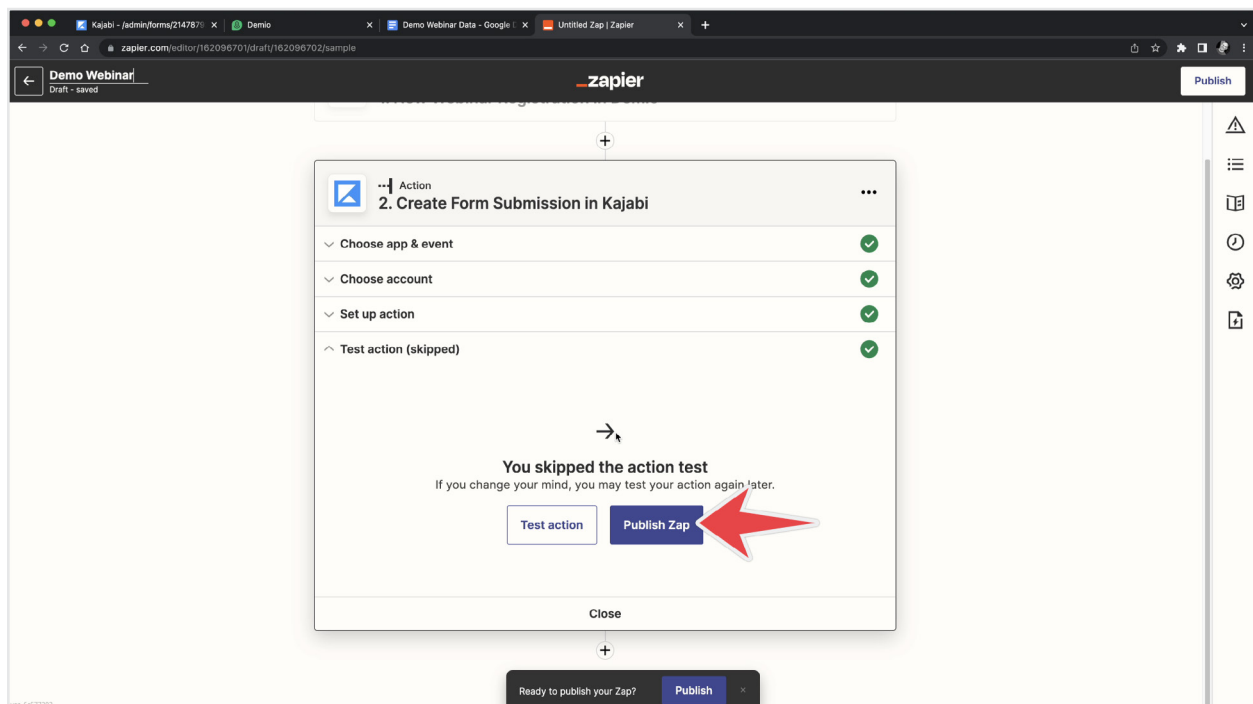 Kajabi - /admin/forms/2147879
Demio
Demo Webinar Data - Google
Untitled Zap | Zapier
zapier.com/editor/162096701/draft/162096702/sample
Demo Webinar
Draft - saved
_zapier
Publish
Action
2. Create Form Submission in Kajabi
Choose app & event
Choose account
Set up action
Test action (skipped)
You skipped the action test
If you change your mind, you may test your action again later.
Test action
Publish Zap
Close
Ready to publish your Zap?
Publish